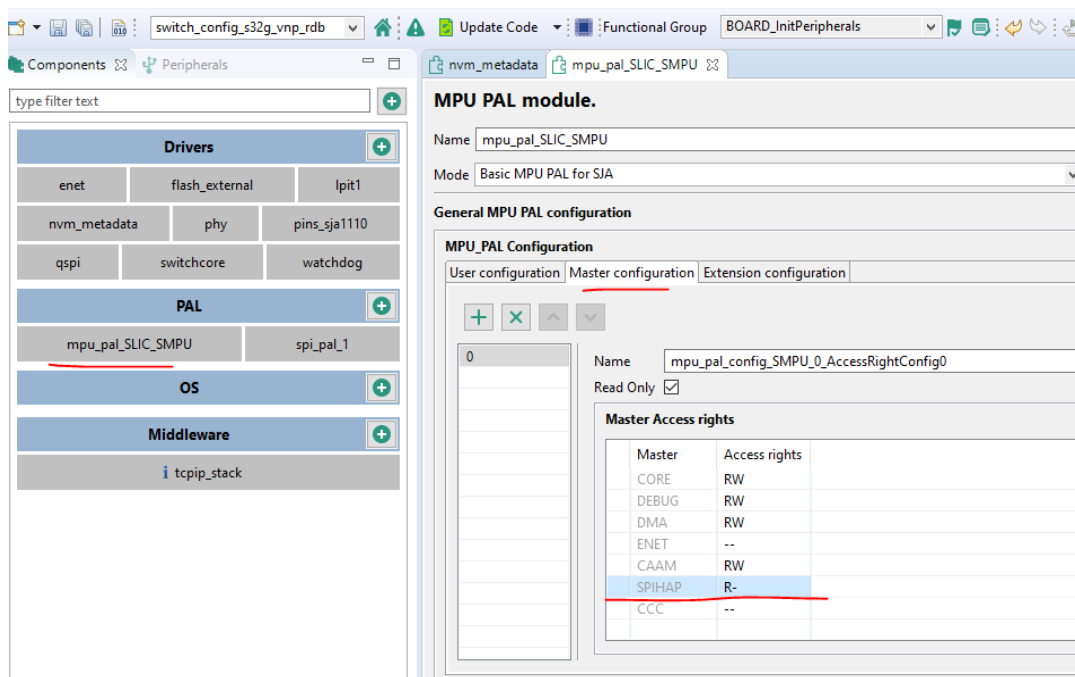 switch_config_s32g_vnp_rdb Update Code Functional Group BOARD_InitPeripherals
Components Peripherals
type filter text
Drivers
enet flash_external lpit1
nvm_metadata phy pins_sja1110
qspi switchcore watchdog
PAL
mpu_pal_SLIC_SMPU spi_pal_1
OS
Middleware
i tcpip_stack
nvm_metadata mpu_pal_SLIC_SMPU
MPU PAL module.
Name mpu_pal_SLIC_SMPU
Mode Basic MPU PAL for SJA
General MPU PAL configuration
MPU_PAL Configuration
User configuration Master configuration Extension configuration
0
Name mpu_pal_config_SMPU_0_AccessRightConfig0
Read Only
Master Access rights
Master Access rights
CORE RW
DEBUG RW
DMA RW
ENET --
CAAM RW
SPIHAP R-
CCC --